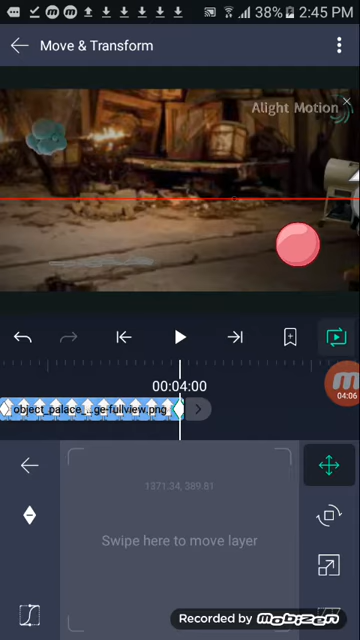 38% 2:45 PM
Move & Transform
Alight Motion
00:04:00
object_palace_...ge-fullview.png
04:06
1371.34, 389.81
Swipe here to move layer
Recorded by Mobizen